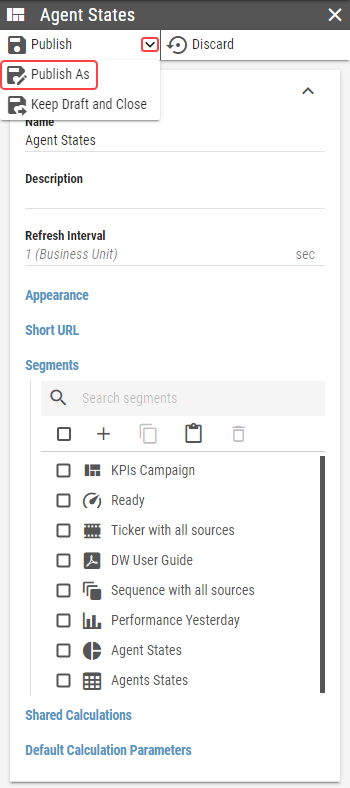 Agent States
Publish
Discard
Publish As
Keep Draft and Close
Name
Agent States
Description
Refresh Interval
1 (Business Unit) sec
Appearance
Short URL
Segments
Search segments
KPIs Campaign
Ready
Ticker with all sources
DW User Guide
Sequence with all sources
Performance Yesterday
Agent States
Agents States
Shared Calculations
Default Calculation Parameters